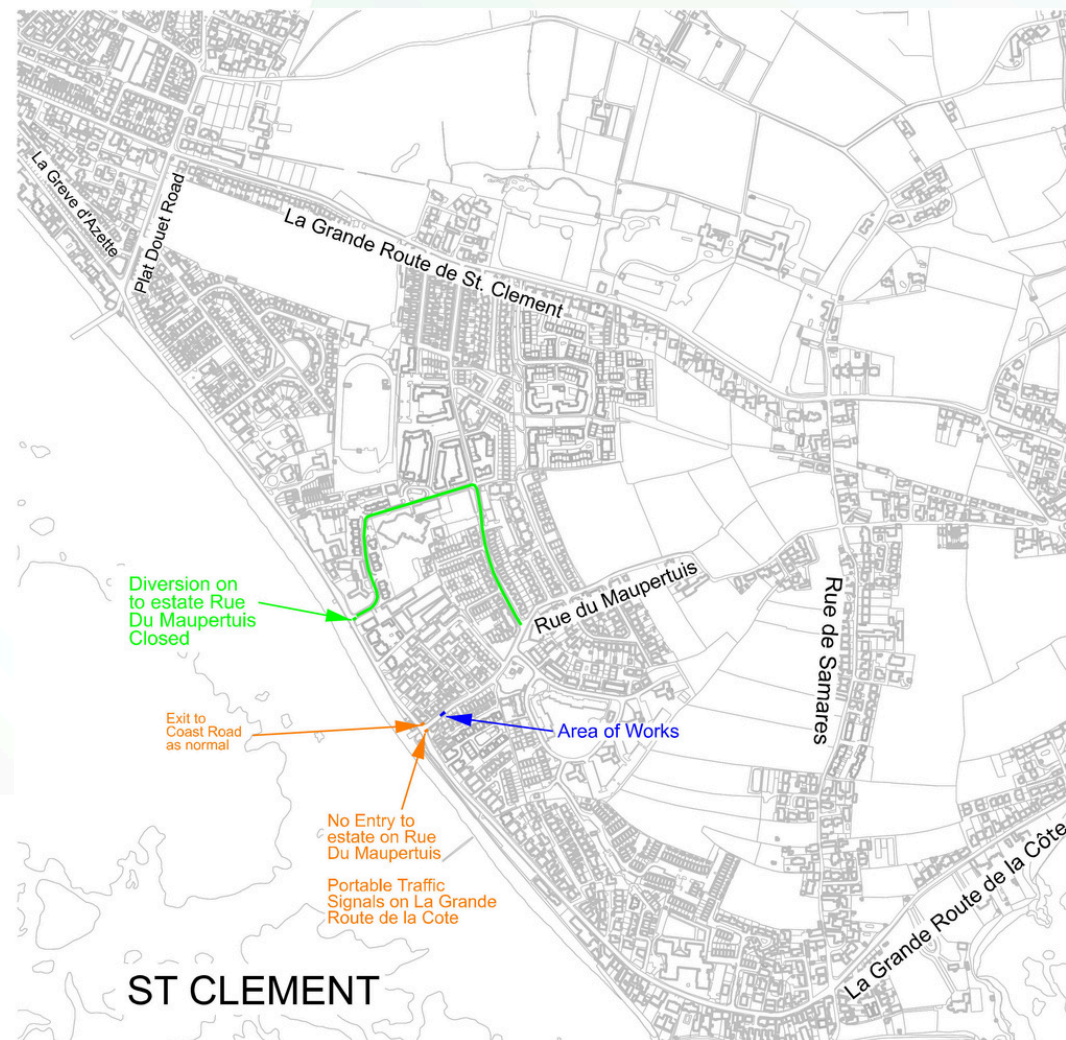 La Greve d'Azette
Plat Douet Road
La Grande Route de St. Clement
Diversion on
to estate Rue
Du Maupertuis
Closed
Rue du Maupertuis
Rue de Samares
Exit to
Coast Road
as normal
Area of Works
No Entry to
estate on Rue
Du Maupertuis
Portable Traffic
Signals on La Grande
Route de la Cote
La Grande Route de la Côte
ST CLEMENT